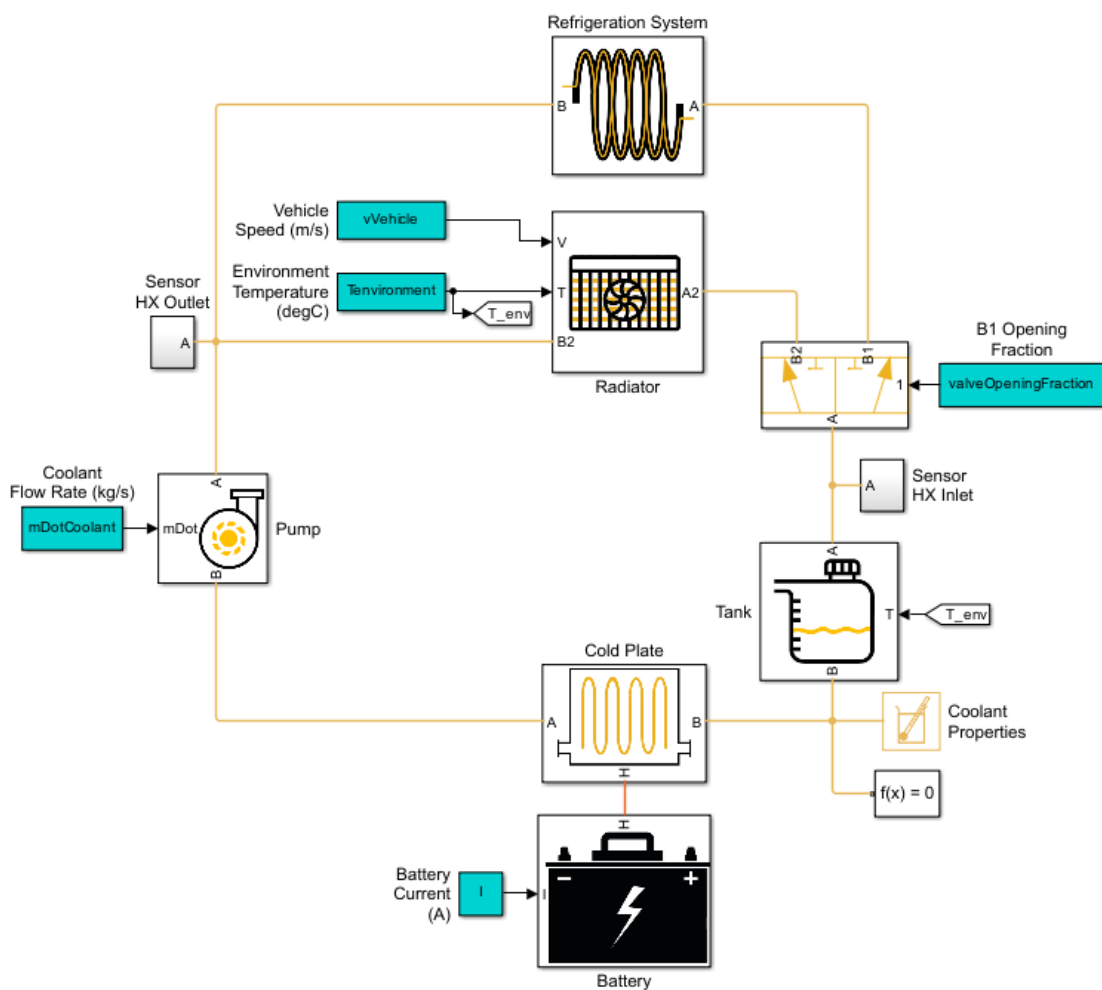 Refrigeration System
B
A
Vehicle
Speed (m/s)
vVehicle
V
Environment
Temperature
(degC)
Tenvironment
T
T_env
A2
B2
Radiator
Sensor
HX Outlet
A
B2
B1
A
1
B1 Opening
Fraction
valveOpeningFraction
A
Sensor
HX Inlet
Coolant
Flow Rate (kg/s)
mDotCoolant
A
mDot
B
Pump
Tank
A
T
B
T_env
Cold Plate
A
B
H
Coolant
Properties
f(x) = 0
Battery
Current
(A)
I
I
H
Battery